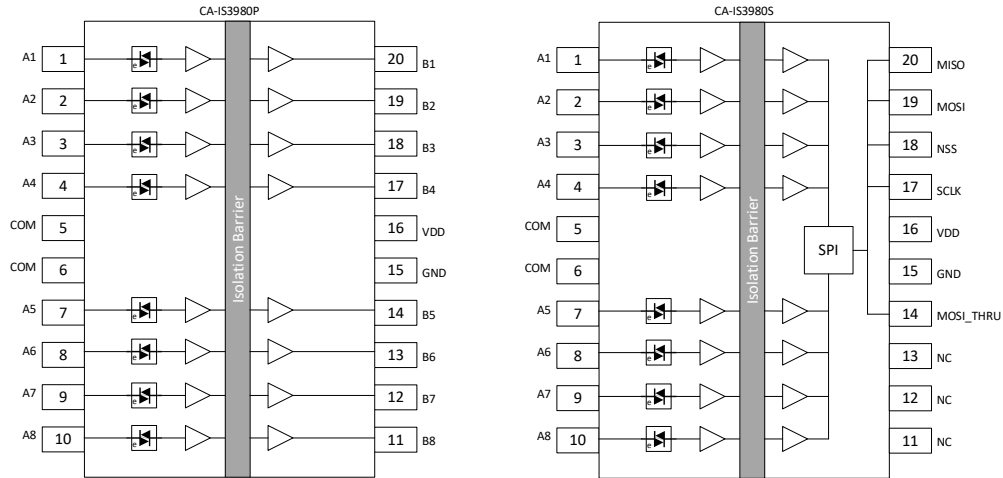 CA-IS3980P
A1 1 20 B1
A2 2 19 B2
A3 3 18 B3
A4 4 17 B4
COM 5 16 VDD
COM 6 15 GND
A5 7 14 B5
A6 8 13 B6
A7 9 12 B7
A8 10 11 B8
e
e
e
e
e
e
e
e
Isolation Barrier
CA-IS3980S
A1 1 20 MISO
A2 2 19 MOSI
A3 3 18 NSS
A4 4 17 SCLK
COM 5 16 VDD
COM 6 15 GND
A5 7 14 MOSI_THRU
A6 8 13 NC
A7 9 12 NC
A8 10 11 NC
e
e
e
e
e
e
e
e
Isolation Barrier
SPI